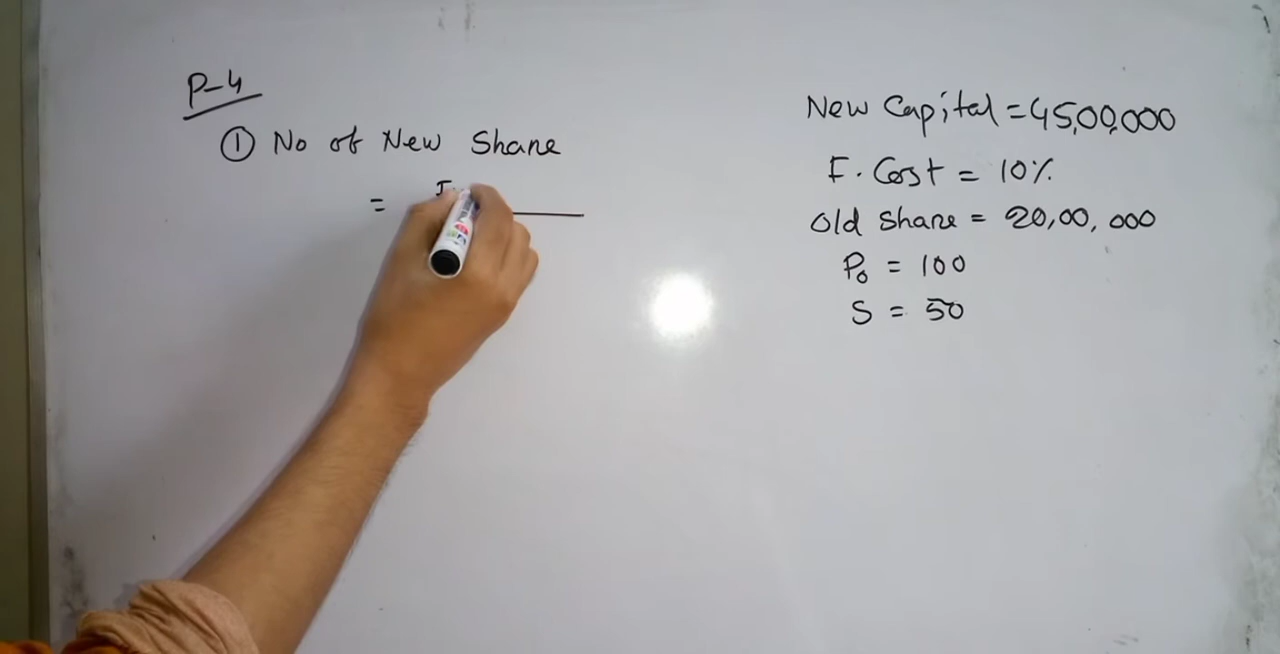 P-4
① No of New Share
=
New Capital = 45,00,000
F. Cost = 10%
Old Share = 20,00,000
P₀ = 100
S = 50